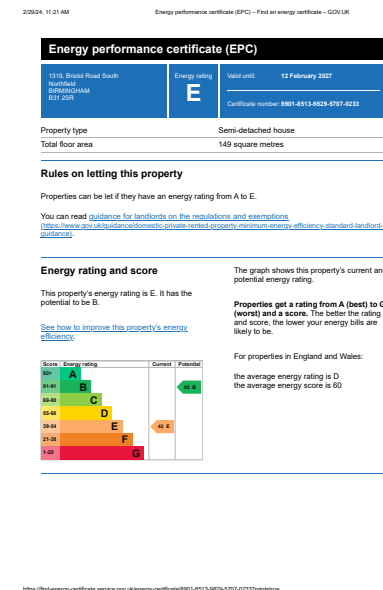 2/29/24, 11:21 AM
Energy performance certificate (EPC) – Find an energy certificate – GOV.UK
Energy performance certificate (EPC)
1319, Bristol Road South
Northfield
BIRMINGHAM
B31 2SR
Energy rating
E
Valid until: 12 February 2027
Certificate number: 8901-8513-9829-5707-0233
Property type Semi-detached house
Total floor area 149 square metres
Rules on letting this property
Properties can be let if they have an energy rating from A to E.
You can read guidance for landlords on the regulations and exemptions
(https://www.gov.uk/guidance/domestic-private-rented-property-minimum-energy-efficiency-standard-landlord-
guidance).
Energy rating and score
This property's energy rating is E. It has the
potential to be B.
See how to improve this property's energy
efficiency.
Score Energy rating Current Potential
92+ A
81-91 B
69-80 C
55-68 D
39-54 E
21-38 F
1-20 G
43 E
The graph shows this property's current an
potential energy rating.
Properties get a rating from A (best) to G
(worst) and a score. The better the rating
and score, the lower your energy bills are
likely to be.
For properties in England and Wales:
the average energy rating is D
the average energy score is 60